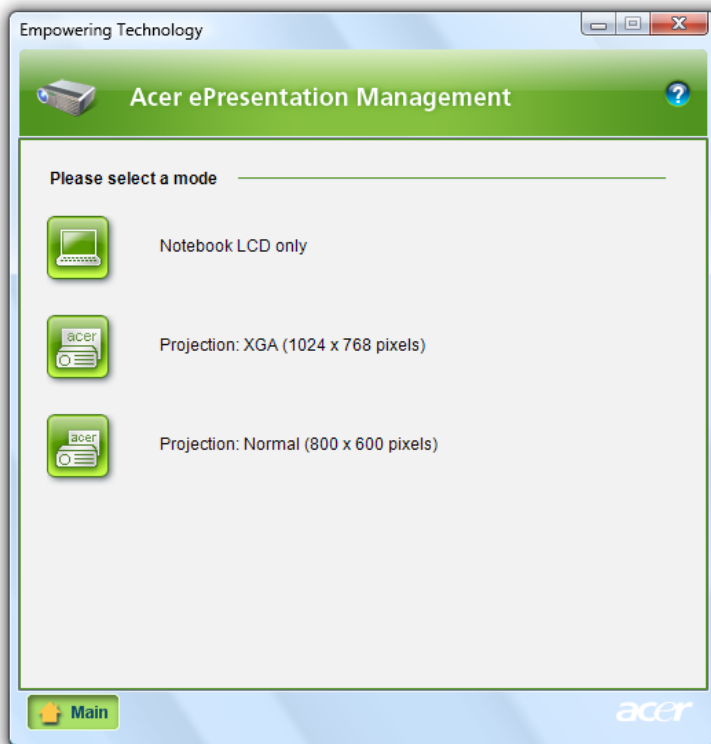 Empowering Technology
Acer ePresentation Management
?
Please select a mode
Notebook LCD only
acer
Projection: XGA (1024 x 768 pixels)
acer
Projection: Normal (800 x 600 pixels)
Main
acer